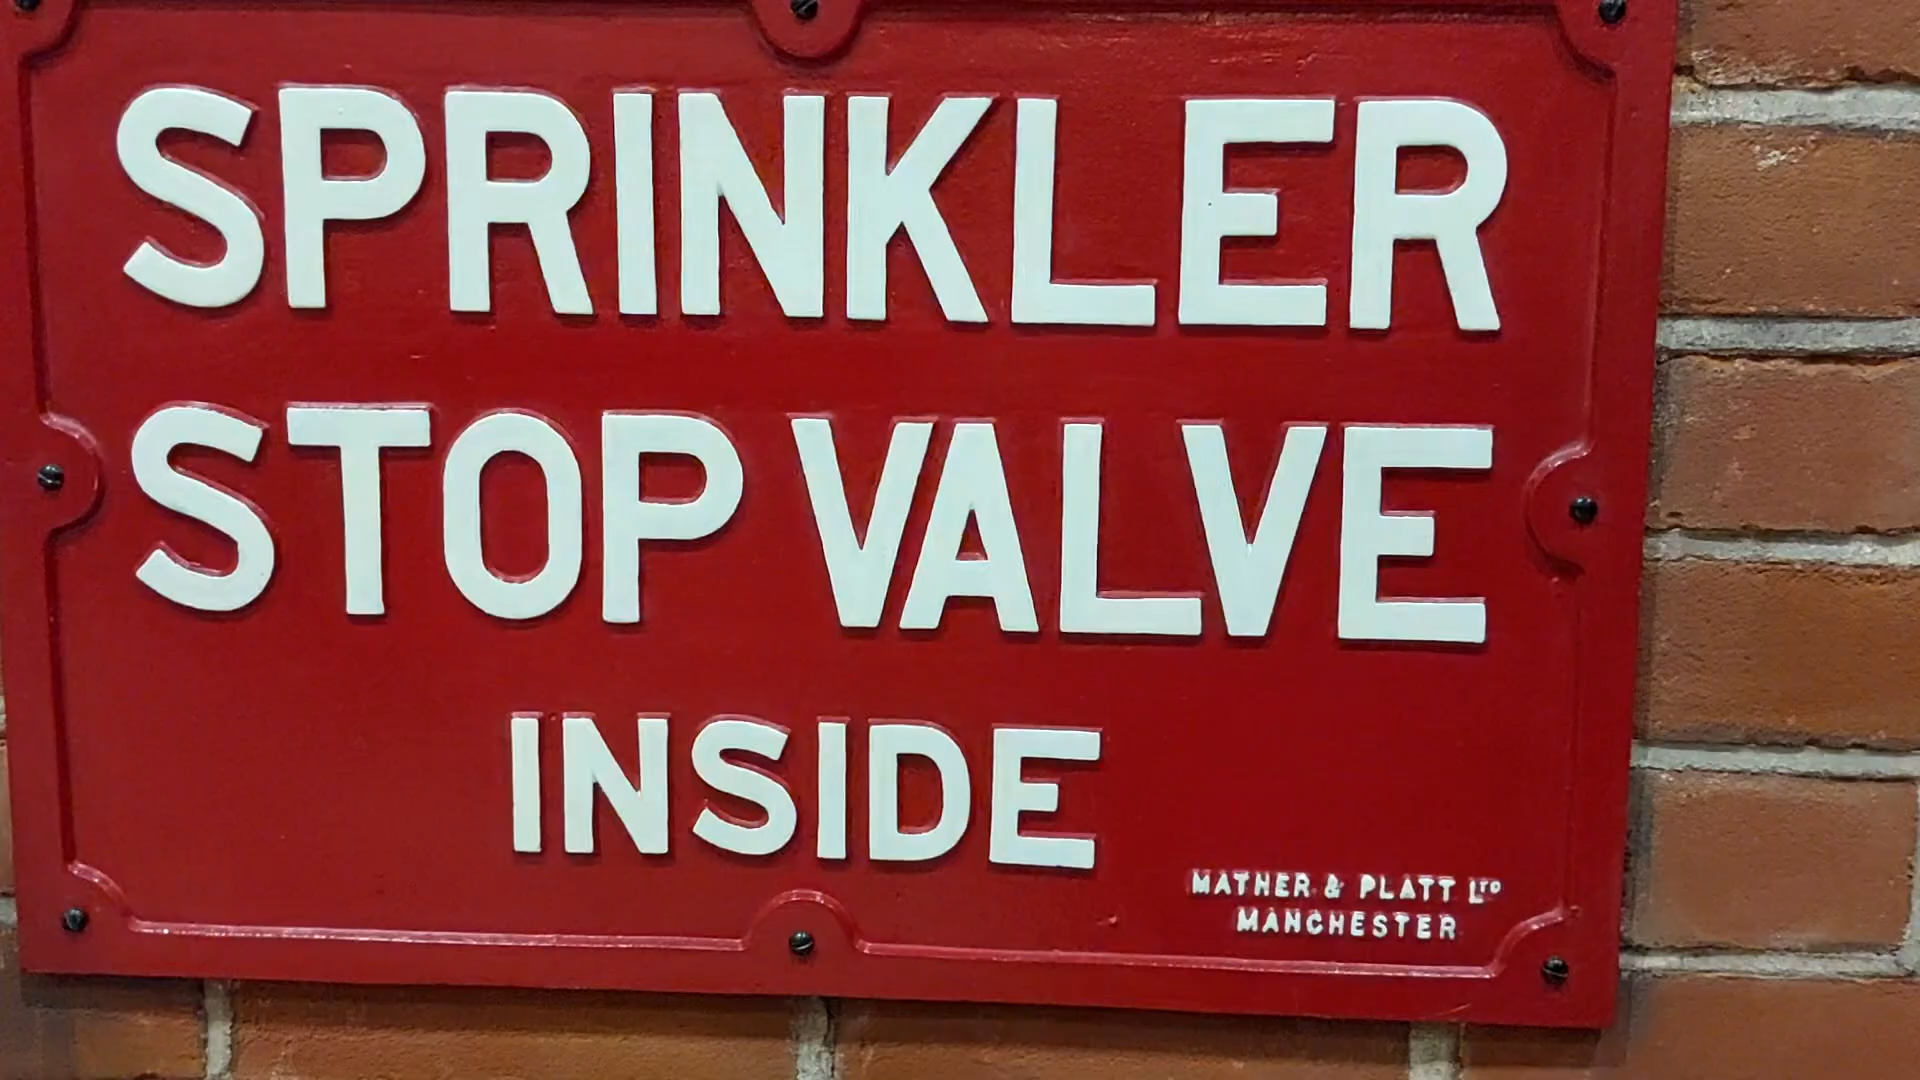 SPRINKLER
STOP VALVE
INSIDE
MATHER & PLATT LTD
MANCHESTER